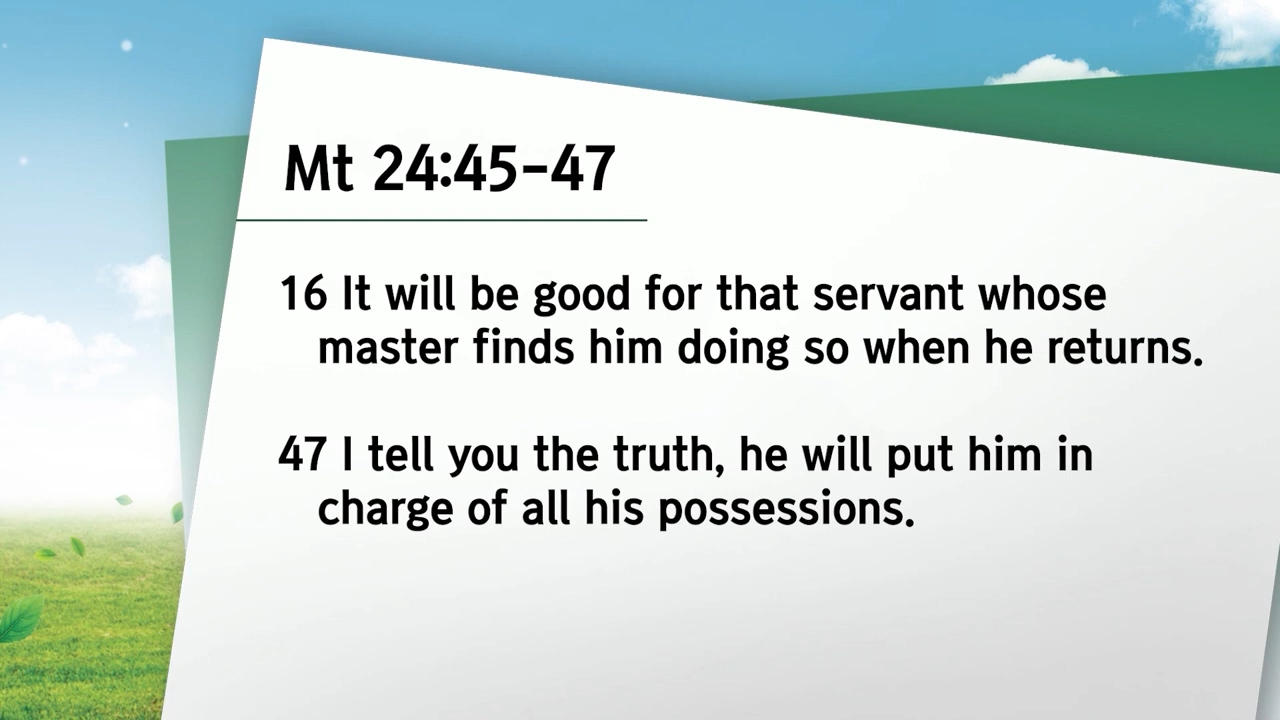 Mt 24:45-47
16 It will be good for that servant whose
master finds him doing so when he returns.
47 I tell you the truth, he will put him in
charge of all his possessions.